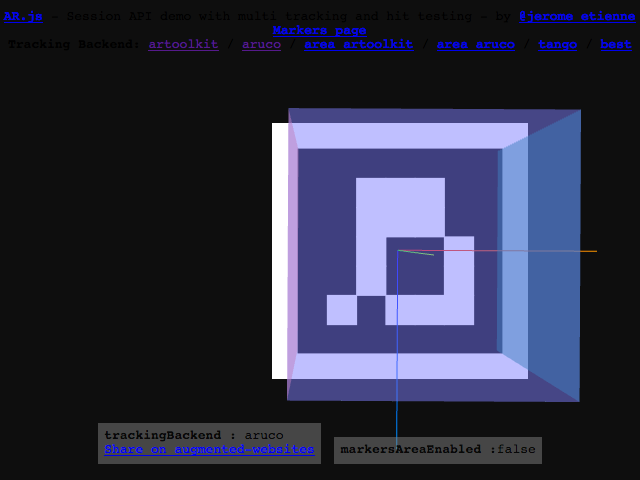 AR.js - Session API demo with multi tracking and hit testing - by @jerome_etienne
Markers page
Tracking Backend: artoolkit / aruco / area artoolkit / area aruco / tango / best
trackingBackend : aruco
Share on augmented-websites
markersAreaEnabled :false